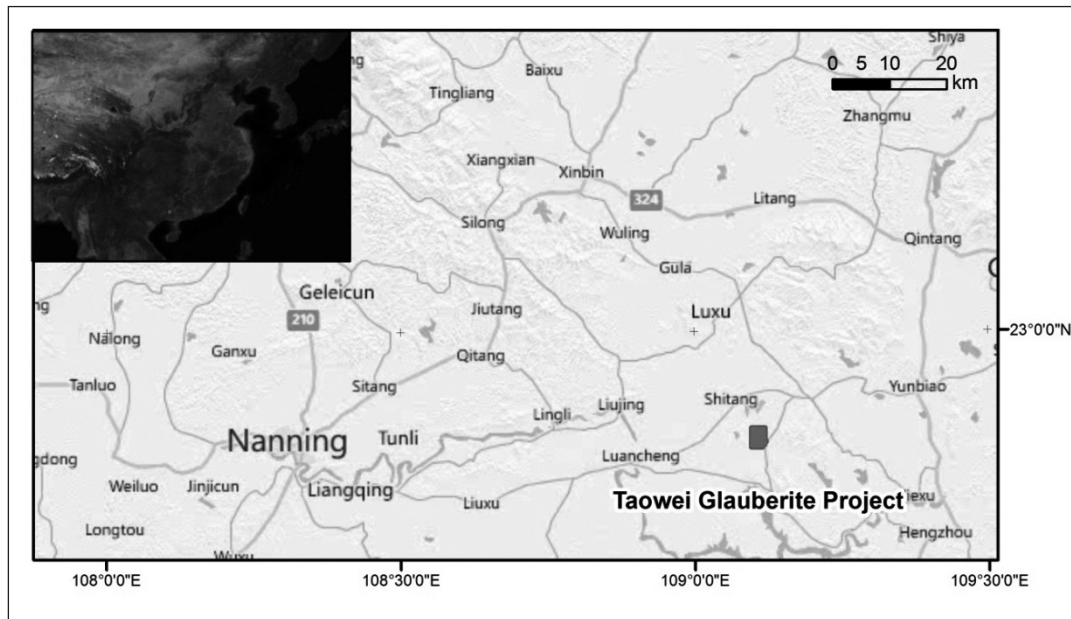 Shiya
0 5 10 20
km
Baixu
Tingliang
Zhangmu
Xiangxian
Xinbin
324
Litang
Silong
Wuling
Qintang
Gula
Geleicun
Jiutang
Luxu
210
23°0'0"N
Nalong
Ganxu
Qitang
Tanluo
Sitang
Yunbiao
Shitang
Lingli
Liujing
Nanning
Tunli
Luancheng
gdong
Weiluo
Jinjicun
Liangqing
Liuxu
Taowei Glauberite Project
iexu
Longtou
Hengzhou
Wuxu
108°0'0"E
108°30'0"E
109°0'0"E
109°30'0"E